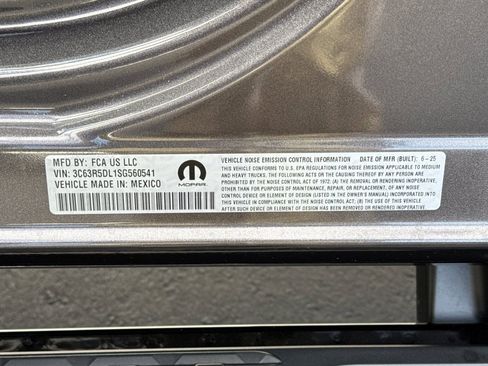 MFD BY: FCA US LLC
VIN: 3C63R5DL1SG560541
VEHICLE MADE IN: MEXICO
MOPAR
VEHICLE NOISE EMISSION CONTROL INFORMATION DATE OF MFR (BUILT): 6-25
THIS VEHICLE CONFORMS TO U.S. EPA REGULATIONS FOR NOISE EMISSION APPLICABLE TO MEDIUM
AND HEAVY TRUCKS. THE FOLLOWING ACTS OR THE CAUSING THEREOF BY ANY PERSON ARE
PROHIBITED BY THE NOISE CONTROL ACT OF 1972, (A) THE REMOVAL OR RENDERING INOPERATIVE,
OTHER THAN FOR PURPOSES OF MAINTENANCE, REPAIR, OR REPLACEMENT, OF ANY NOISE CONTROL
DEVICE OR ELEMENT OF DESIGN (LISTED IN THE OWNER'S MANUAL) INCORPORATED INTO THIS
VEHICLE IN COMPLIANCE WITH THE NOISE CONTROL ACT; (B) THE USE OF THIS VEHICLE AFTER
SUCH DEVICE OR ELEMENT OF DESIGN HAS BEEN REMOVED OR RENDERED INOPERATIVE.